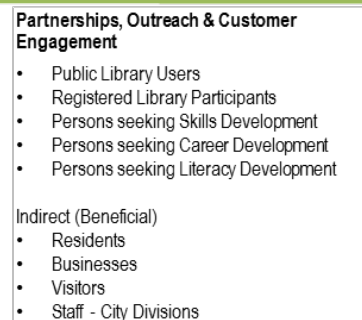 Partnerships, Outreach & Customer
Engagement
• Public Library Users
• Registered Library Participants
• Persons seeking Skills Development
• Persons seeking Career Development
• Persons seeking Literacy Development
Indirect (Beneficial)
• Residents
• Businesses
• Visitors
• Staff - City Divisions